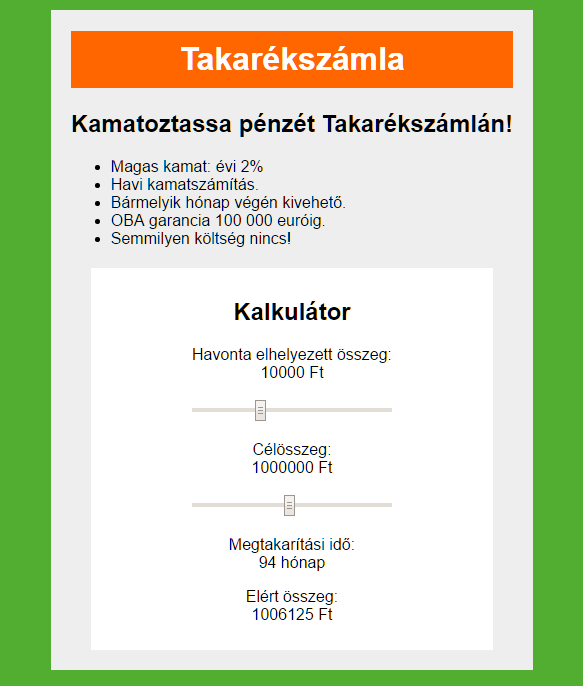 Takarékszámla
Kamatoztassa pénzét Takarékszámlán!
Magas kamat: évi 2%
Havi kamatszámítás.
Bármelyik hónap végén kivehető.
OBA garancia 100 000 euróig.
Semmilyen költség nincs!
Kalkulátor
Havonta elhelyezett összeg:
10000 Ft
Célösszeg:
1000000 Ft
Megtakarítási idő:
94 hónap
Elért összeg:
1006125 Ft